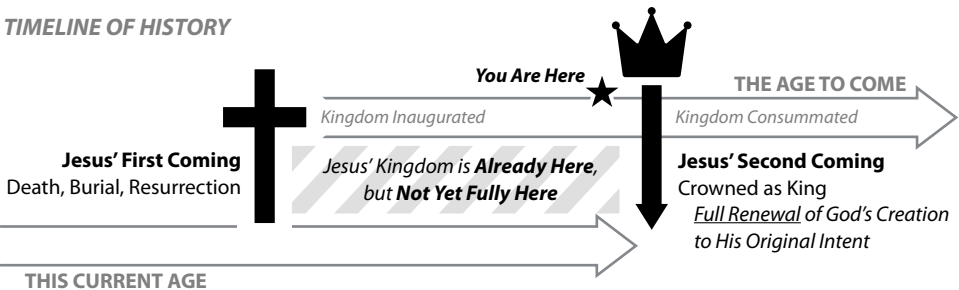 TIMELINE OF HISTORY
You Are Here
THE AGE TO COME
Kingdom Inaugurated
Kingdom Consummated
Jesus’ First Coming
Death, Burial, Resurrection
Jesus’ Kingdom is Already Here,
but Not Yet Fully Here
Jesus’ Second Coming
Crowned as King
Full Renewal of God’s Creation
to His Original Intent
THIS CURRENT AGE